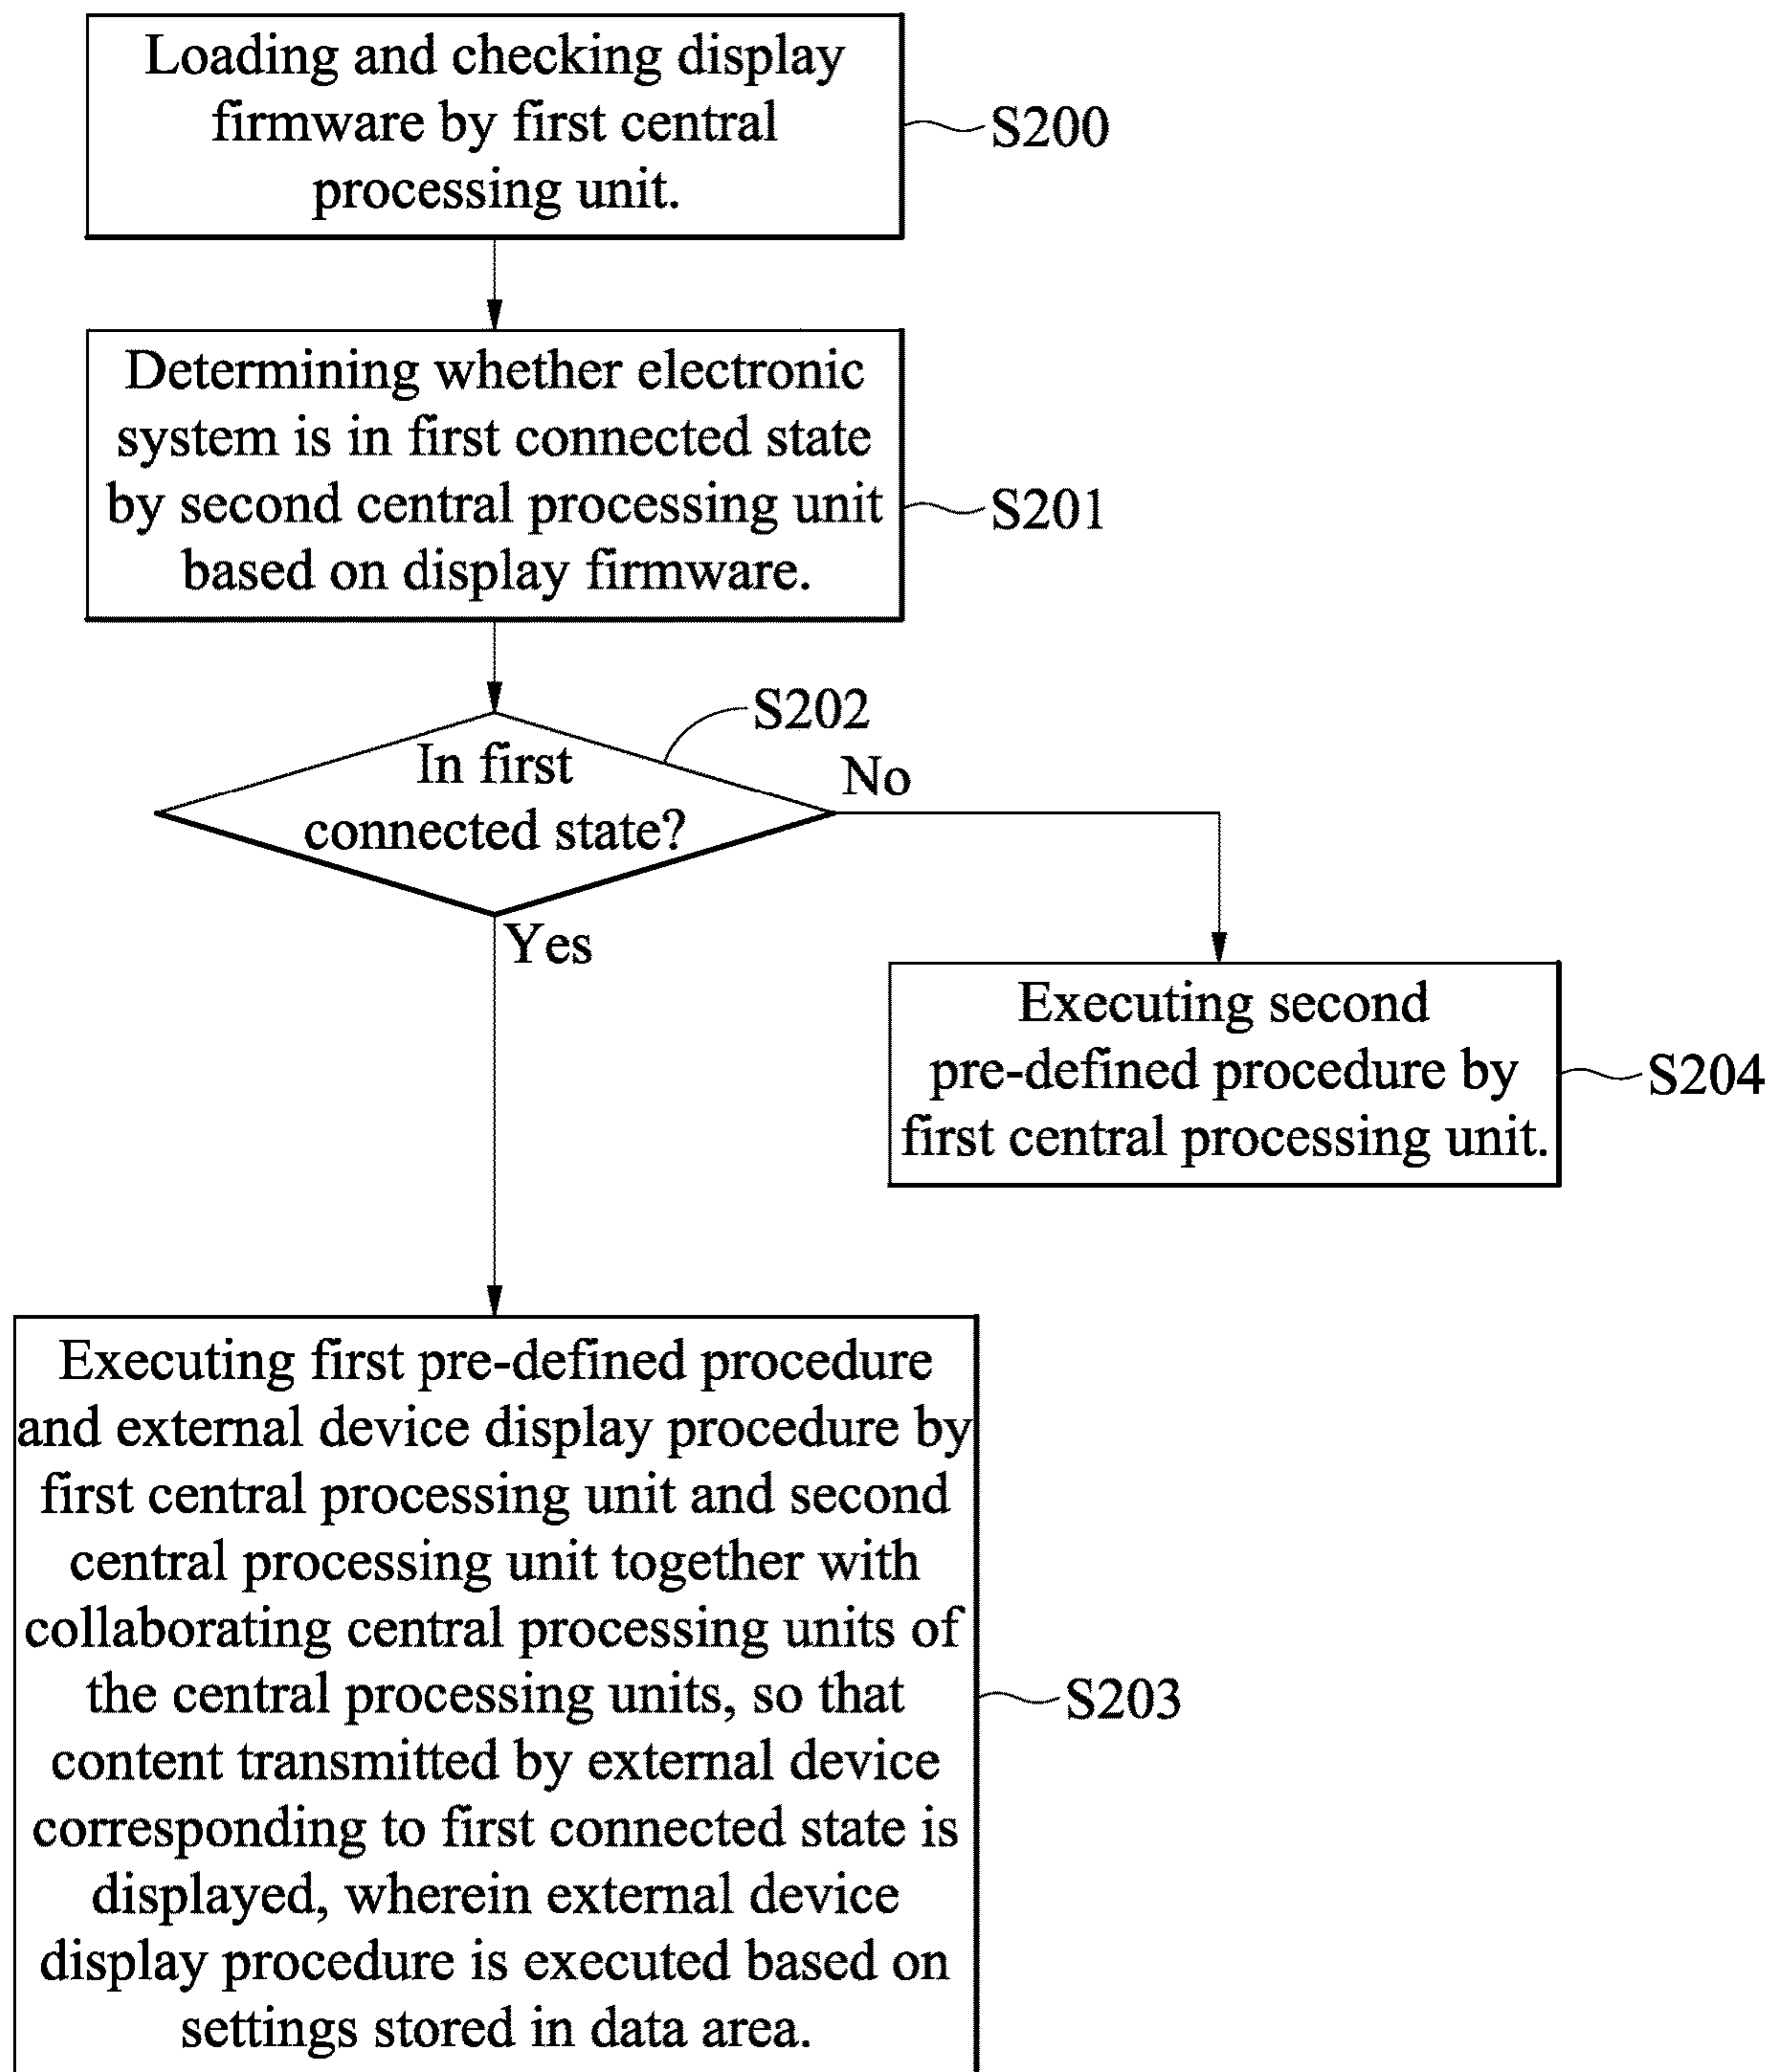 Loading and checking display
firmware by first central
processing unit.
S200
Determining whether electronic
system is in first connected state
by second central processing unit
based on display firmware.
S201
S202
In first
connected state?
No
Yes
Executing second
pre-defined procedure by
first central processing unit.
S204
Executing first pre-defined procedure
and external device display procedure by
first central processing unit and second
central processing unit together with
collaborating central processing units of
the central processing units, so that
content transmitted by external device
corresponding to first connected state is
displayed, wherein external device
display procedure is executed based on
settings stored in data area.
S203